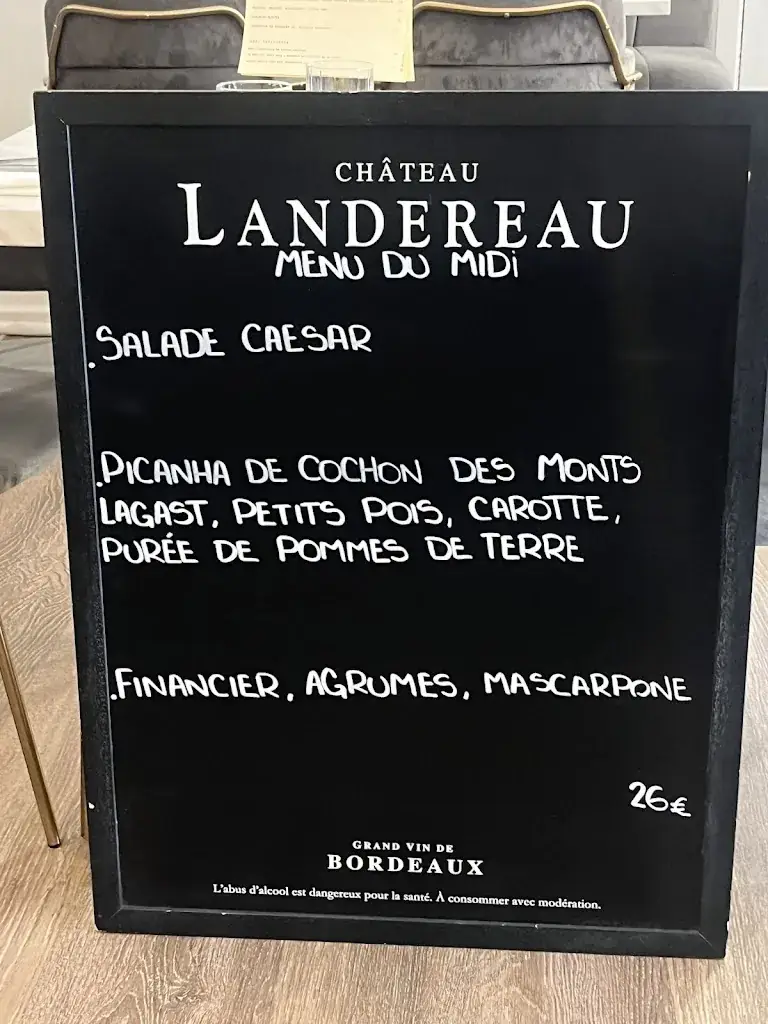 CHÂTEAU
LANDEREAU
MENU DU MIDI
.SALADE CAESAR
.PICANHA DE COCHON DES MONTS
LAGAST, PETITS POIS, CAROTTE,
PURÉE DE POMMES DE TERRE
.FINANCIER, AGRUMES, MASCARPONE
26€
GRAND VIN DE
BORDEAUX
L'abus d'alcool est dangereux pour la santé. À consommer avec modération.